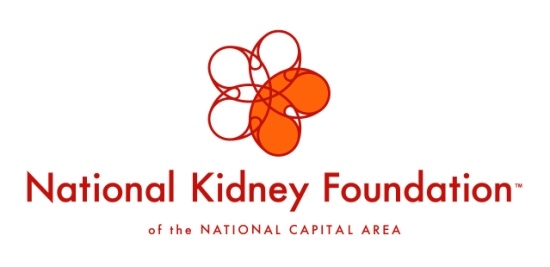 National Kidney Foundation™
of the NATIONAL CAPITAL AREA